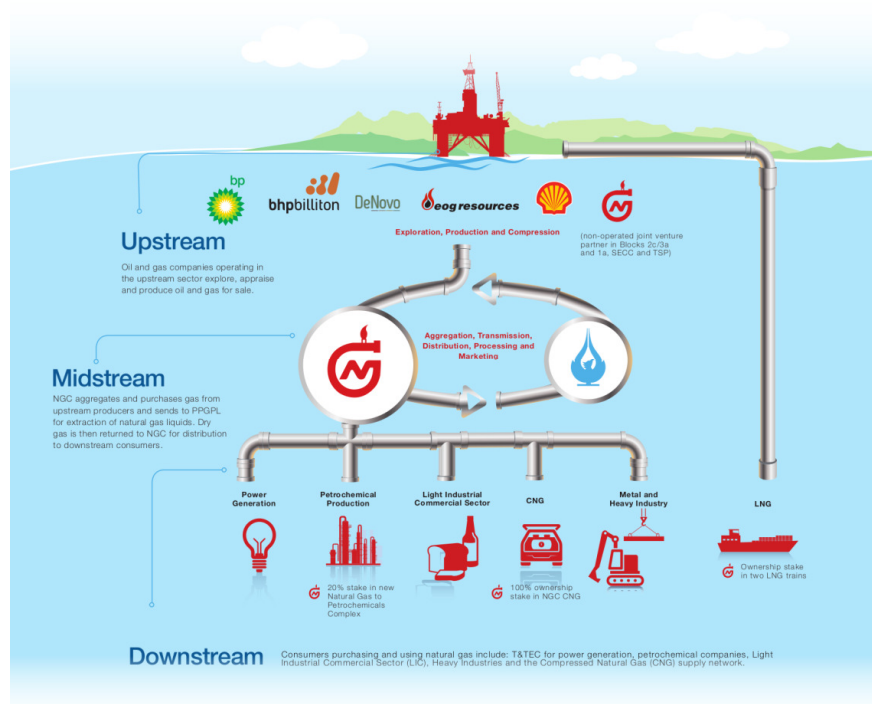 bp
bhpbilliton
DeNovo
eog resources
Upstream
Exploration, Production and Compression
(non-operated joint venture
partner in Blocks 2c/3a
and 1a, SECC and TSP)
Oil and gas companies operating in
the upstream sector explore, appraise
and produce oil and gas for sale.
Aggregation, Transmission,
Distribution, Processing and
Marketing
Midstream
NGC aggregates and purchases gas from
upstream producers and sends to PPGPL
for extraction of natural gas liquids. Dry
gas is then returned to NGC for distribution
to downstream consumers.
Power
Generation
Petrochemical
Production
Light Industrial
Commercial Sector
CNG
Metal and
Heavy Industry
LNG
20% stake in new
Natural Gas to
Petrochemicals
Complex
100% ownership
stake in NGC CNG
Ownership stake
in two LNG trains
Downstream
Consumers purchasing and using natural gas include: T&TEC for power generation, petrochemical companies, Light
Industrial Commercial Sector (LIC), Heavy Industries and the Compressed Natural Gas (CNG) supply network.